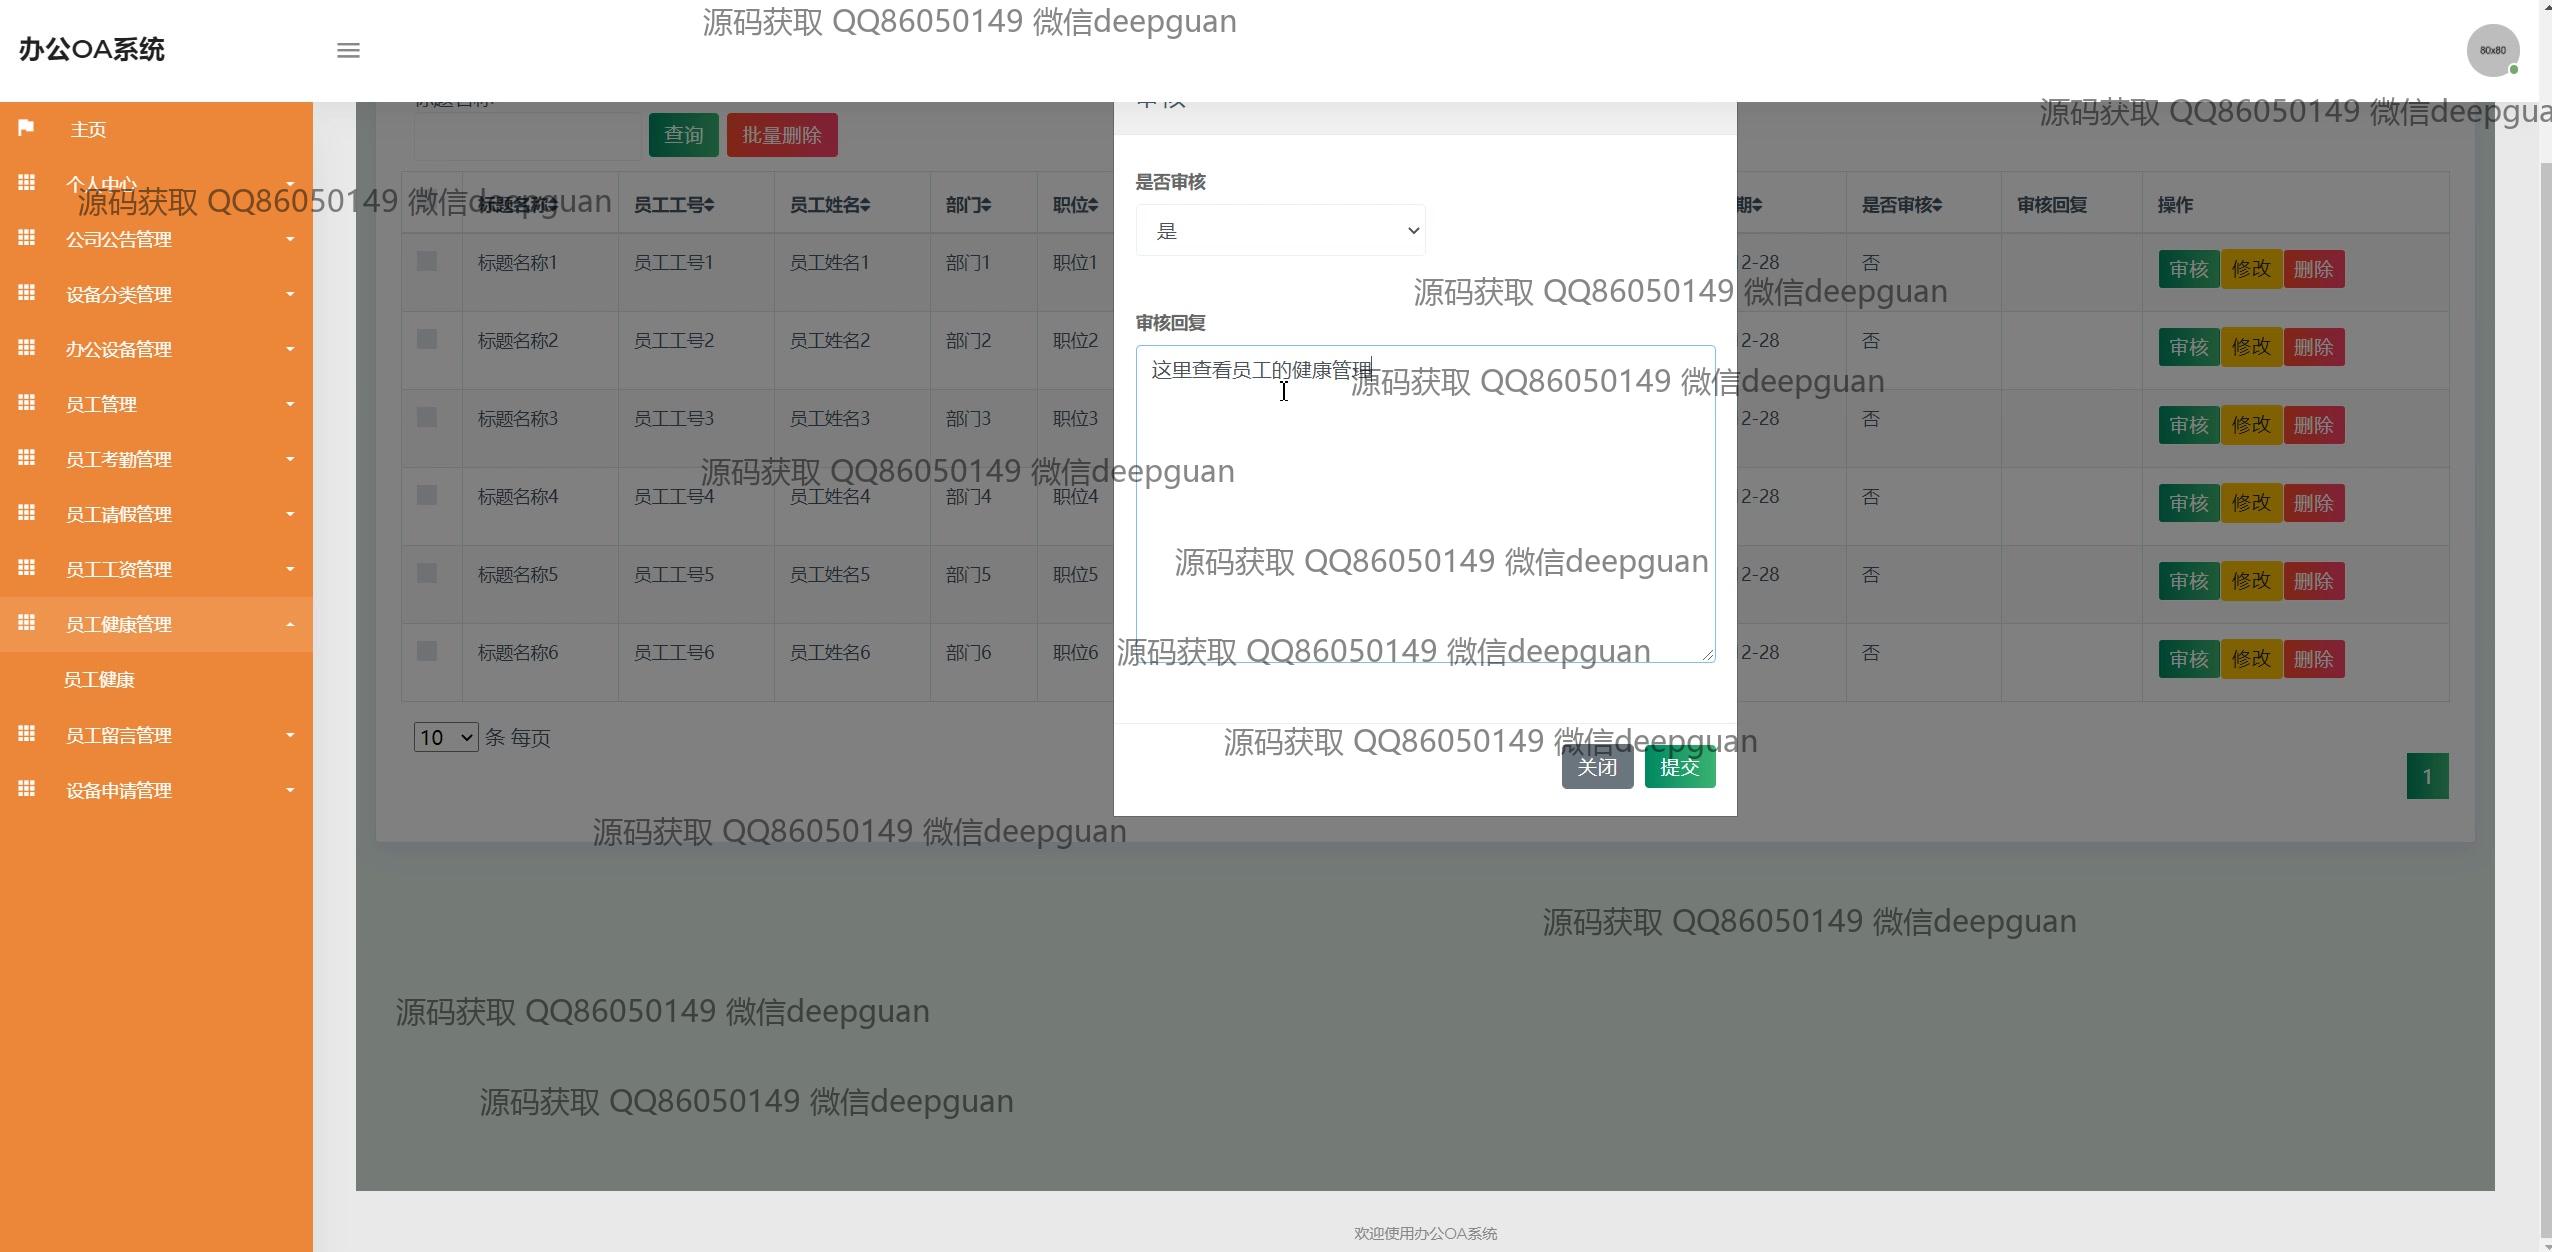 源码获取 QQ86050149 微信deepguan
办公OA系统
80x80
源码获取 QQ86050149 微信deepgua
主页
个人中心
公司公告管理
设备分类管理
办公设备管理
员工管理
员工考勤管理
员工请假管理
员工工资管理
员工健康管理
员工健康
员工留言管理
设备申请管理
源码获取 QQ86050149 微信deepguan
标题名称
查询 批量删除
标题名称 员工工号 员工姓名 部门 职位 期 是否审核 审核回复 操作
标题名称1 员工工号1 员工姓名1 部门1 职位1 2-28 否 审核 修改 删除
标题名称2 员工工号2 员工姓名2 部门2 职位2 2-28 否 审核 修改 删除
标题名称3 员工工号3 员工姓名3 部门3 职位3 2-28 否 审核 修改 删除
标题名称4 员工工号4 员工姓名4 部门4 职位4 2-28 否 审核 修改 删除
标题名称5 员工工号5 员工姓名5 部门5 职位5 2-28 否 审核 修改 删除
标题名称6 员工工号6 员工姓名6 部门6 职位6 2-28 否 审核 修改 删除
10 条 每页
1
审核
是否审核
是
审核回复
这里查看员工的健康管理
关闭 提交
源码获取 QQ86050149 微信deepguan
源码获取 QQ86050149 微信deepguan
源码获取 QQ86050149 微信deepguan
源码获取 QQ86050149 微信deepguan
源码获取 QQ86050149 微信deepguan
源码获取 QQ86050149 微信deepguan
源码获取 QQ86050149 微信deepguan
源码获取 QQ86050149 微信deepguan
源码获取 QQ86050149 微信deepguan
源码获取 QQ86050149 微信deepguan
欢迎使用办公OA系统